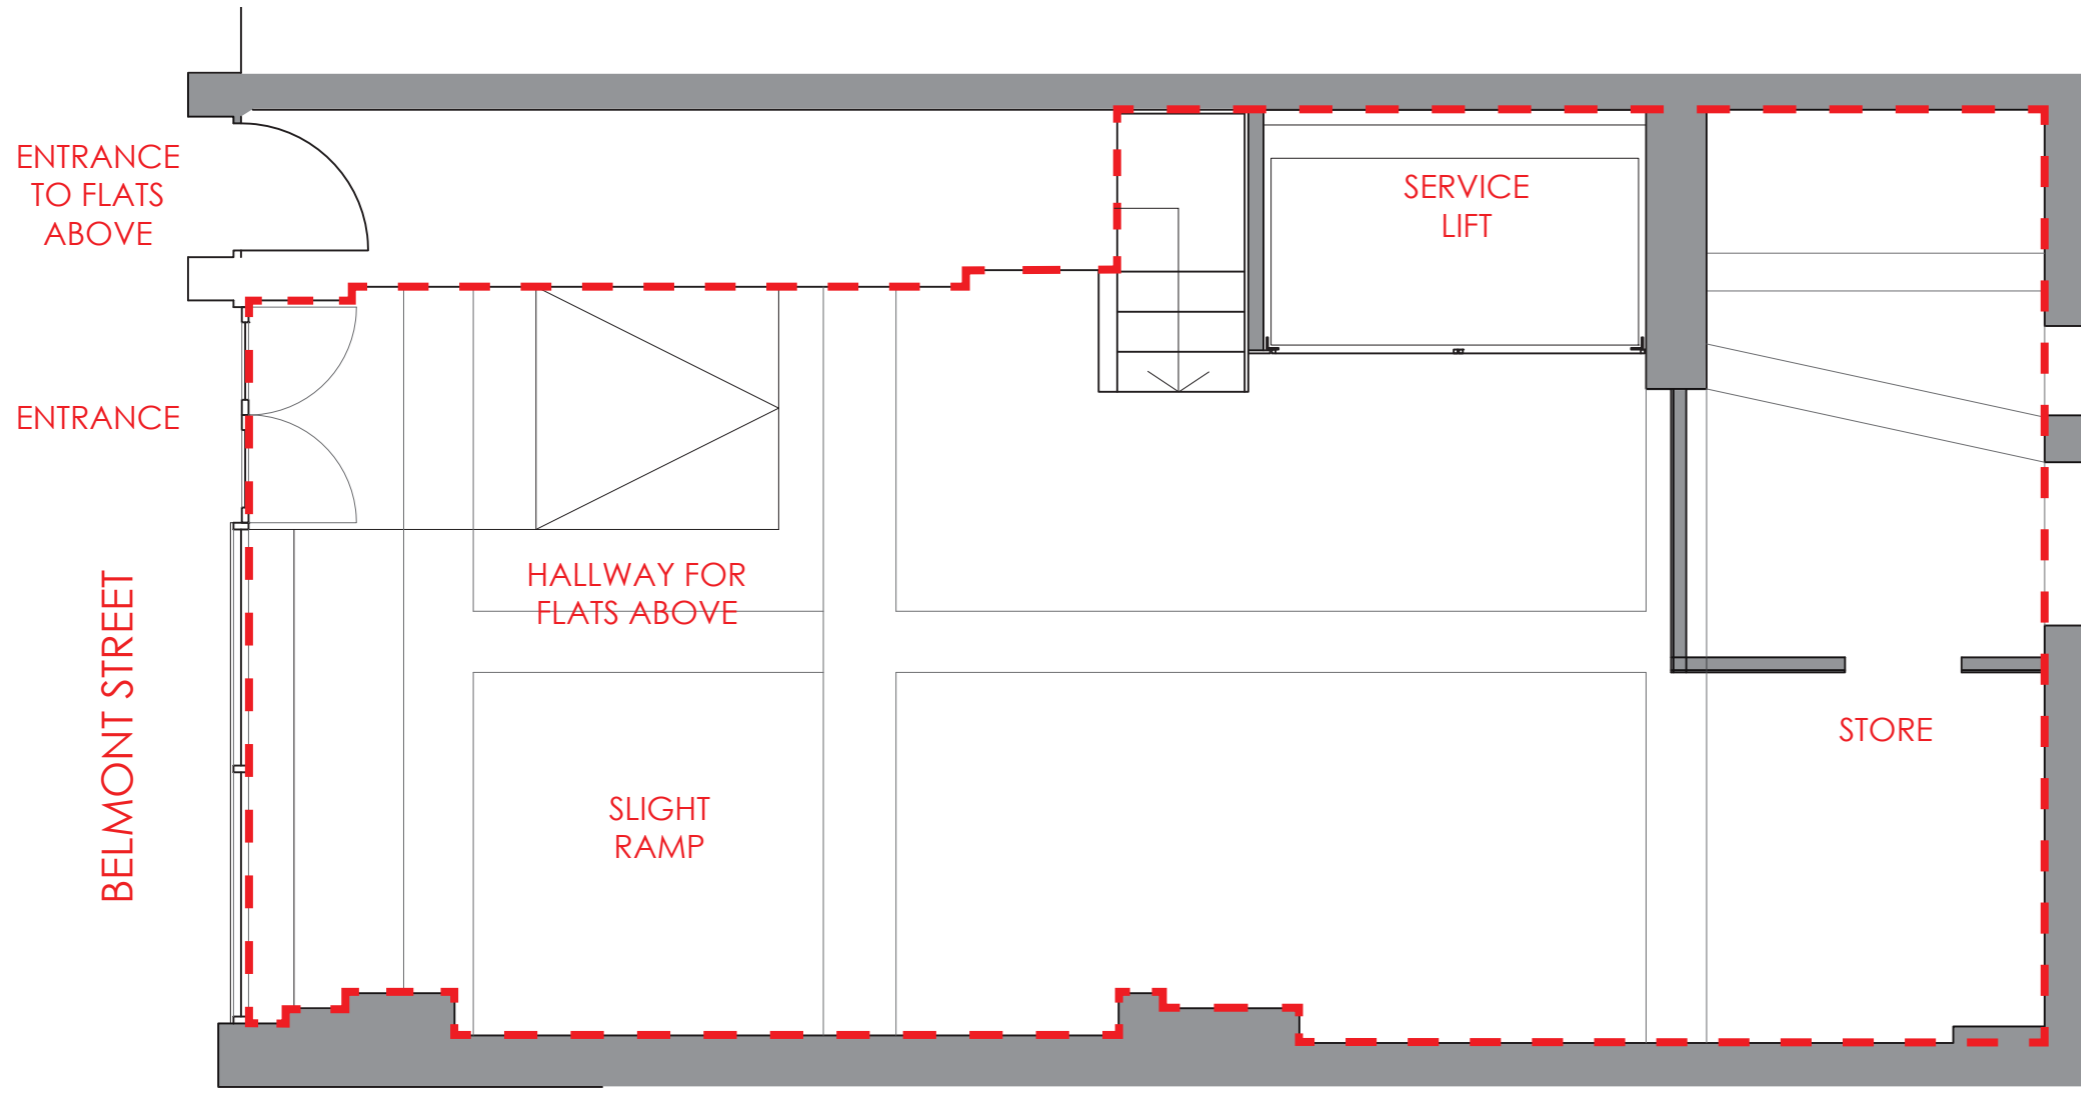 ENTRANCE
TO FLATS
ABOVE
SERVICE
LIFT
ENTRANCE
HALLWAY FOR
FLATS ABOVE
BELMONT STREET
STORE
SLIGHT
RAMP